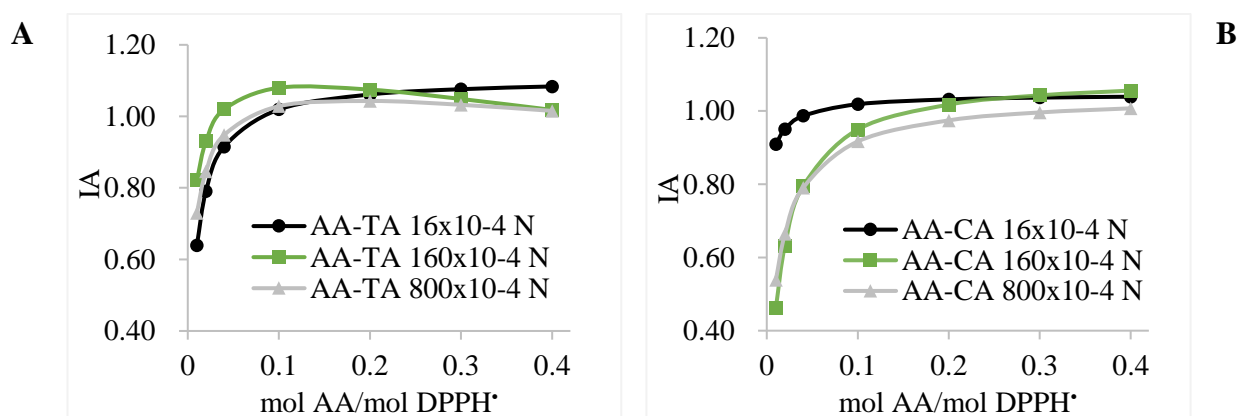 A
1.20
1.00
0.80
0.60
0.40
IA
AA-TA 16x10-4 N
AA-TA 160x10-4 N
AA-TA 800x10-4 N
0 0.1 0.2 0.3 0.4
mol AA/mol DPPH•
B
1.20
1.00
0.80
0.60
0.40
IA
AA-CA 16x10-4 N
AA-CA 160x10-4 N
AA-CA 800x10-4 N
0 0.1 0.2 0.3 0.4
mol AA/mol DPPH•